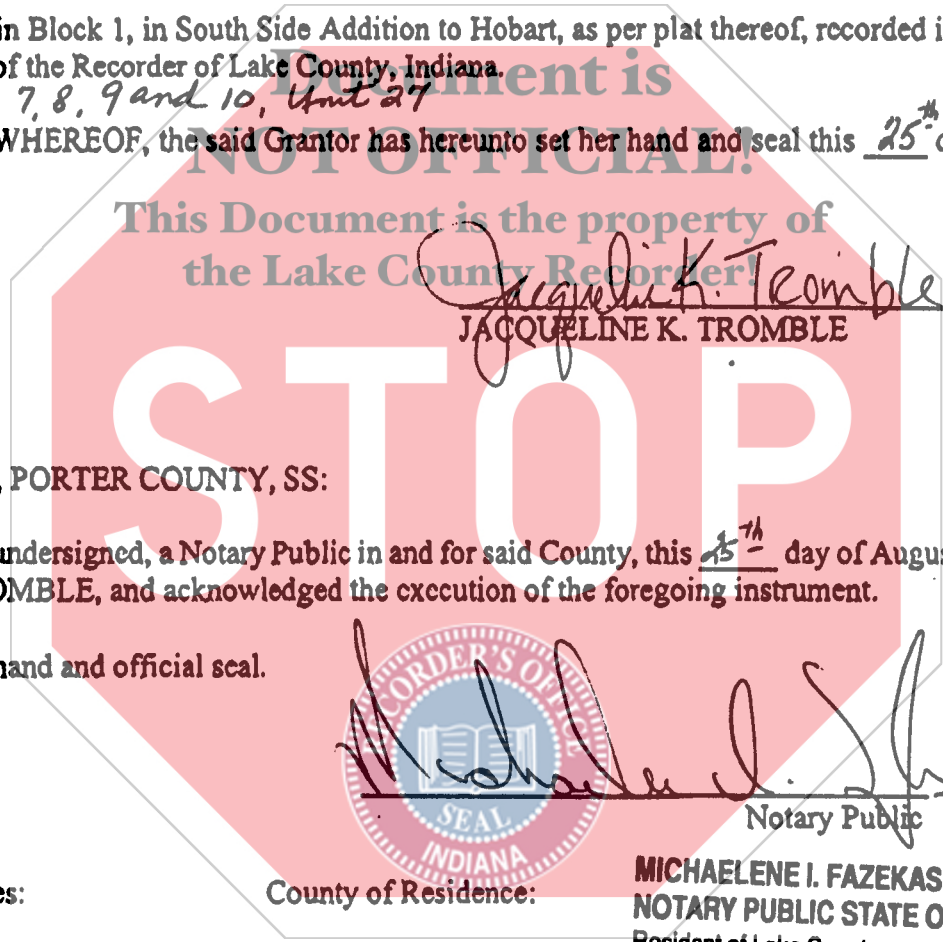 in Block 1, in South Side Addition to Hobart, as per plat thereof, recorded i
of the Recorder of Lake County, Indiana.
Document is
7, 8, 9 and 10, Unit 27
WHEREOF, the said Grantor has hereunto set her hand and seal this 25th d
NOT OFFICIAL!
This Document is the property of
the Lake County Recorder!
Jacqueline K. Tromble
JACQUELINE K. TROMBLE
STOP
, PORTER COUNTY, SS:
undersigned, a Notary Public in and for said County, this 25th day of Augu
OMBLE, and acknowledged the execution of the foregoing instrument.
hand and official seal.
RECORDER'S OFFICE
SEAL
INDIANA
Notary Public
es:
County of Residence:
MICHAELENE I. FAZEKAS
NOTARY PUBLIC STATE O
Resident of Lake County